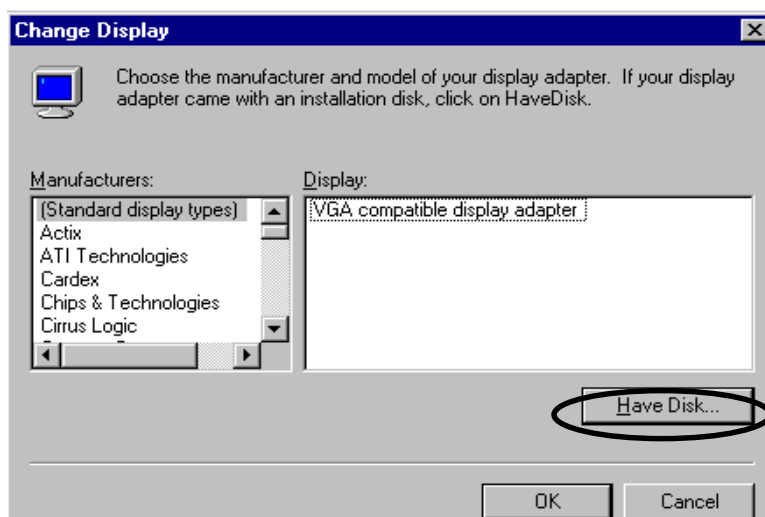 Change Display
Choose the manufacturer and model of your display adapter. If your display
adapter came with an installation disk, click on HaveDisk.
Manufacturers:
Display:
(Standard display types)
VGA compatible display adapter
Actix
ATI Technologies
Cardex
Chips & Technologies
Cirrus Logic
Have Disk...
OK
Cancel